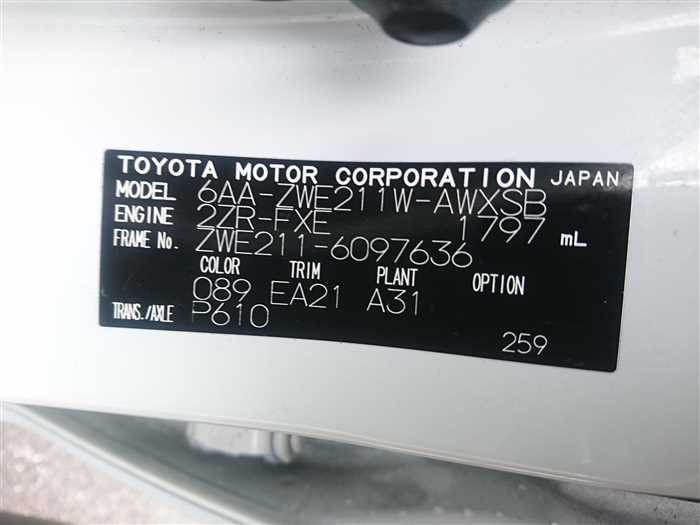 TOYOTA MOTOR CORPORATION JAPAN
MODEL 6AA-ZWE211W-AWXSB
ENGINE 2ZR-FXE 1797 mL
FRAME No. ZWE211-6097636
COLOR TRIM PLANT OPTION
089 EA21 A31
TRANS./AXLE P610
259